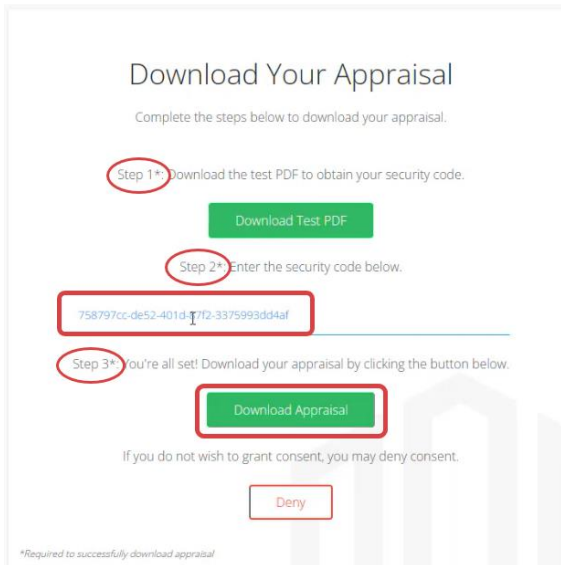 Download Your Appraisal
Complete the steps below to download your appraisal.
Step 1*: Download the test PDF to obtain your security code.
Download Test PDF
Step 2*: Enter the security code below.
758797cc-de52-401d-87f2-3375993dd4af
Step 3*: You're all set! Download your appraisal by clicking the button below.
Download Appraisal
If you do not wish to grant consent, you may deny consent.
Deny
*Required to successfully download appraisal